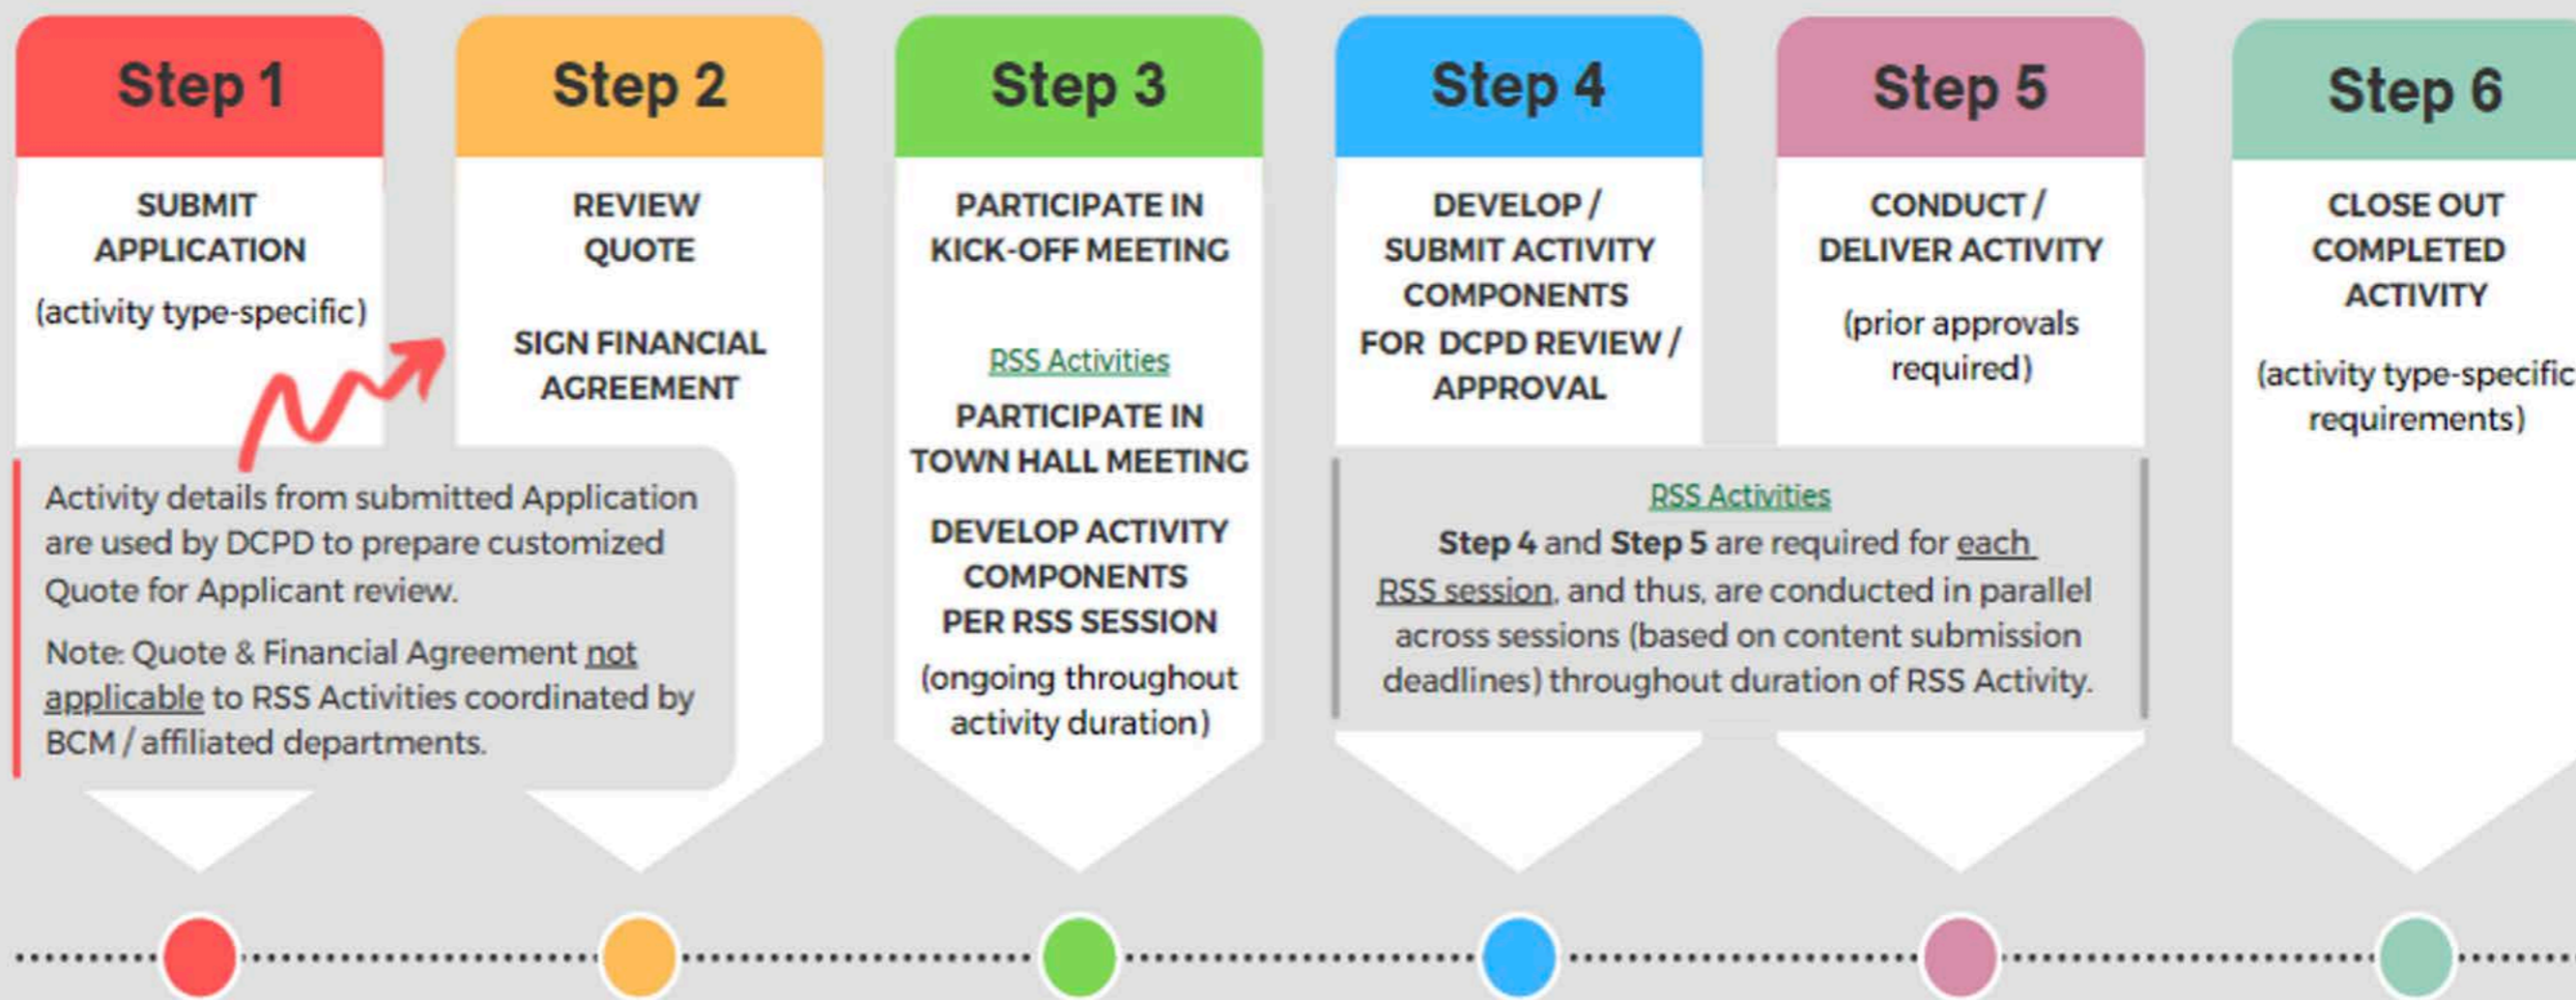 Step 1
SUBMIT
APPLICATION
(activity type-specific)
Step 2
REVIEW
QUOTE
SIGN FINANCIAL
AGREEMENT
Activity details from submitted Application
are used by DCPD to prepare customized
Quote for Applicant review.
Note: Quote & Financial Agreement not
applicable to RSS Activities coordinated by
BCM / affiliated departments.
Step 3
PARTICIPATE IN
KICK-OFF MEETING
RSS Activities
PARTICIPATE IN
TOWN HALL MEETING
DEVELOP ACTIVITY
COMPONENTS
PER RSS SESSION
(ongoing throughout
activity duration)
Step 4
DEVELOP /
SUBMIT ACTIVITY
COMPONENTS
FOR DCPD REVIEW /
APPROVAL
Step 5
CONDUCT /
DELIVER ACTIVITY
(prior approvals
required)
RSS Activities
Step 4 and Step 5 are required for each
RSS session, and thus, are conducted in parallel
across sessions (based on content submission
deadlines) throughout duration of RSS Activity.
Step 6
CLOSE OUT
COMPLETED
ACTIVITY
(activity type-specific
requirements)